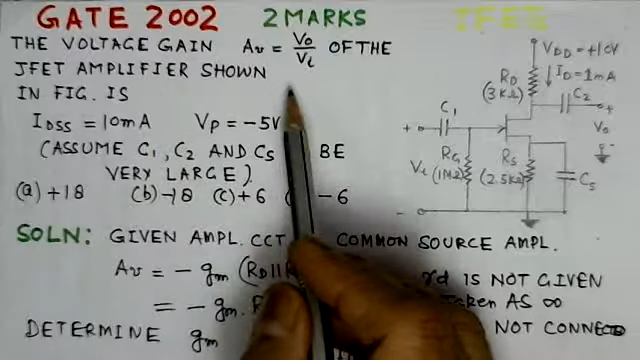 GATE 2002 2 MARKS JFET
THE VOLTAGE GAIN Av = Vo/Vi OF THE
JFET AMPLIFIER SHOWN
IN FIG. IS
IDSS = 10mA VP = -5V
(ASSUME C1, C2 AND CS BE
VERY LARGE)
(a) +18 (b) -18 (c) +6 ( -6
VDD = +10V
RD
(3KΩ)
ID = 1mA
C2
C1
+
+
Vo
-
RG
Vi (1MΩ)
RS
(2.5KΩ)
CS
-
SOLN: GIVEN AMPL. CCT COMMON SOURCE AMPL.
Av = - gm (RD||R rd IS NOT GIVEN
= - gm. R Taken AS ∞
DETERMINE gm NOT CONNECTED